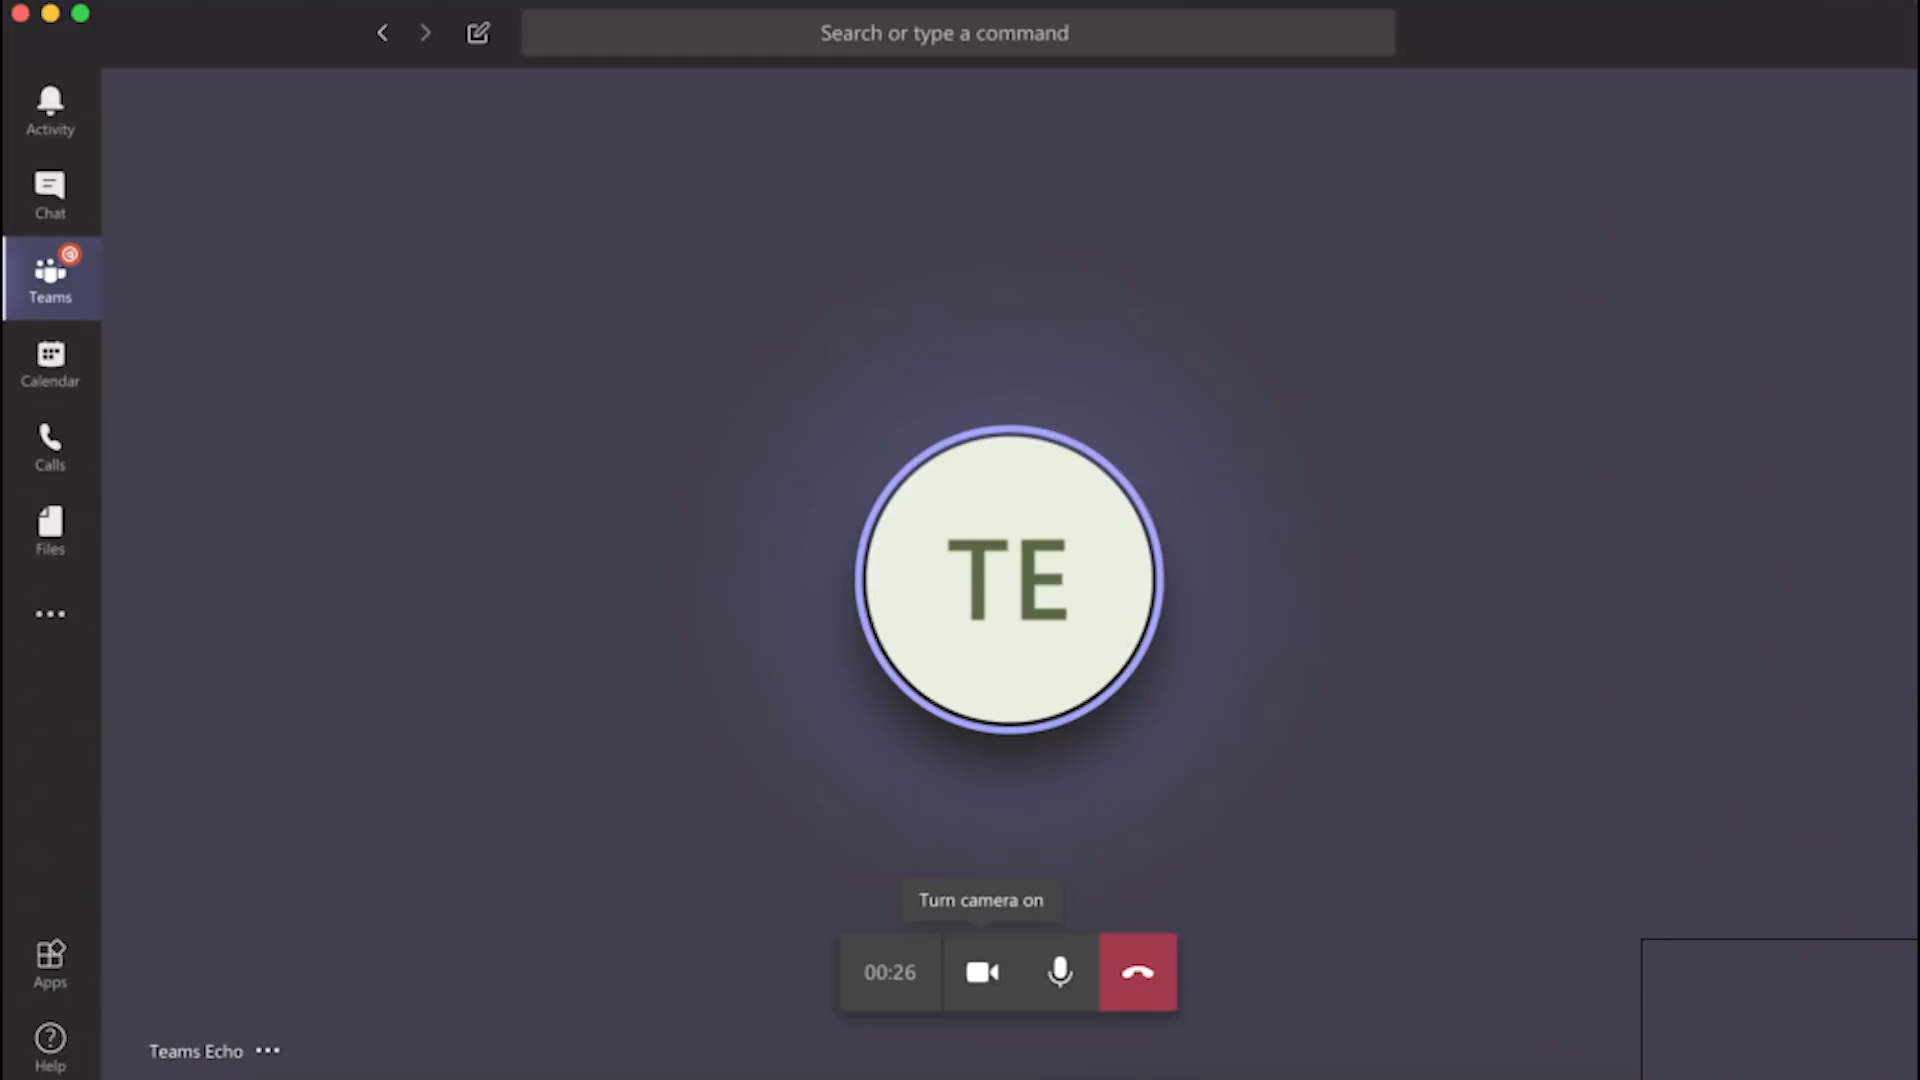 Search or type a command
Activity
Chat
@
Teams
Calendar
Calls
Files
TE
Turn camera on
00:26
Apps
Help
Teams Echo